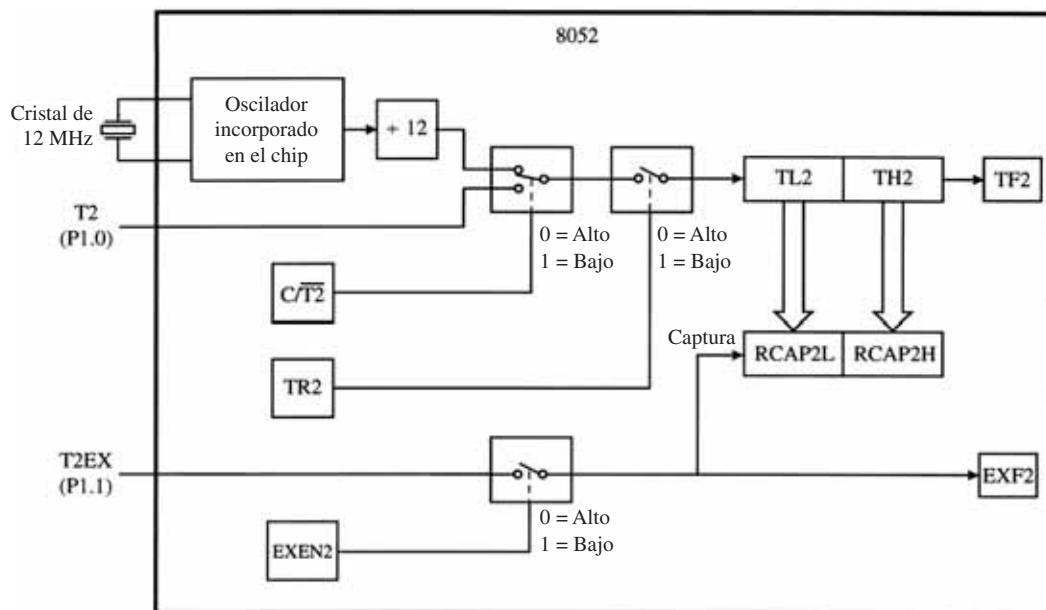 8052
Cristal de
12 MHz
Oscilador
incorporado
en el chip
÷ 12
T2
(P1.0)
TL2
TH2
TF2
0 = Alto
1 = Bajo
0 = Alto
1 = Bajo
C/T2
Captura
RCAP2L
RCAP2H
TR2
T2EX
(P1.1)
EXF2
0 = Alto
1 = Bajo
EXEN2